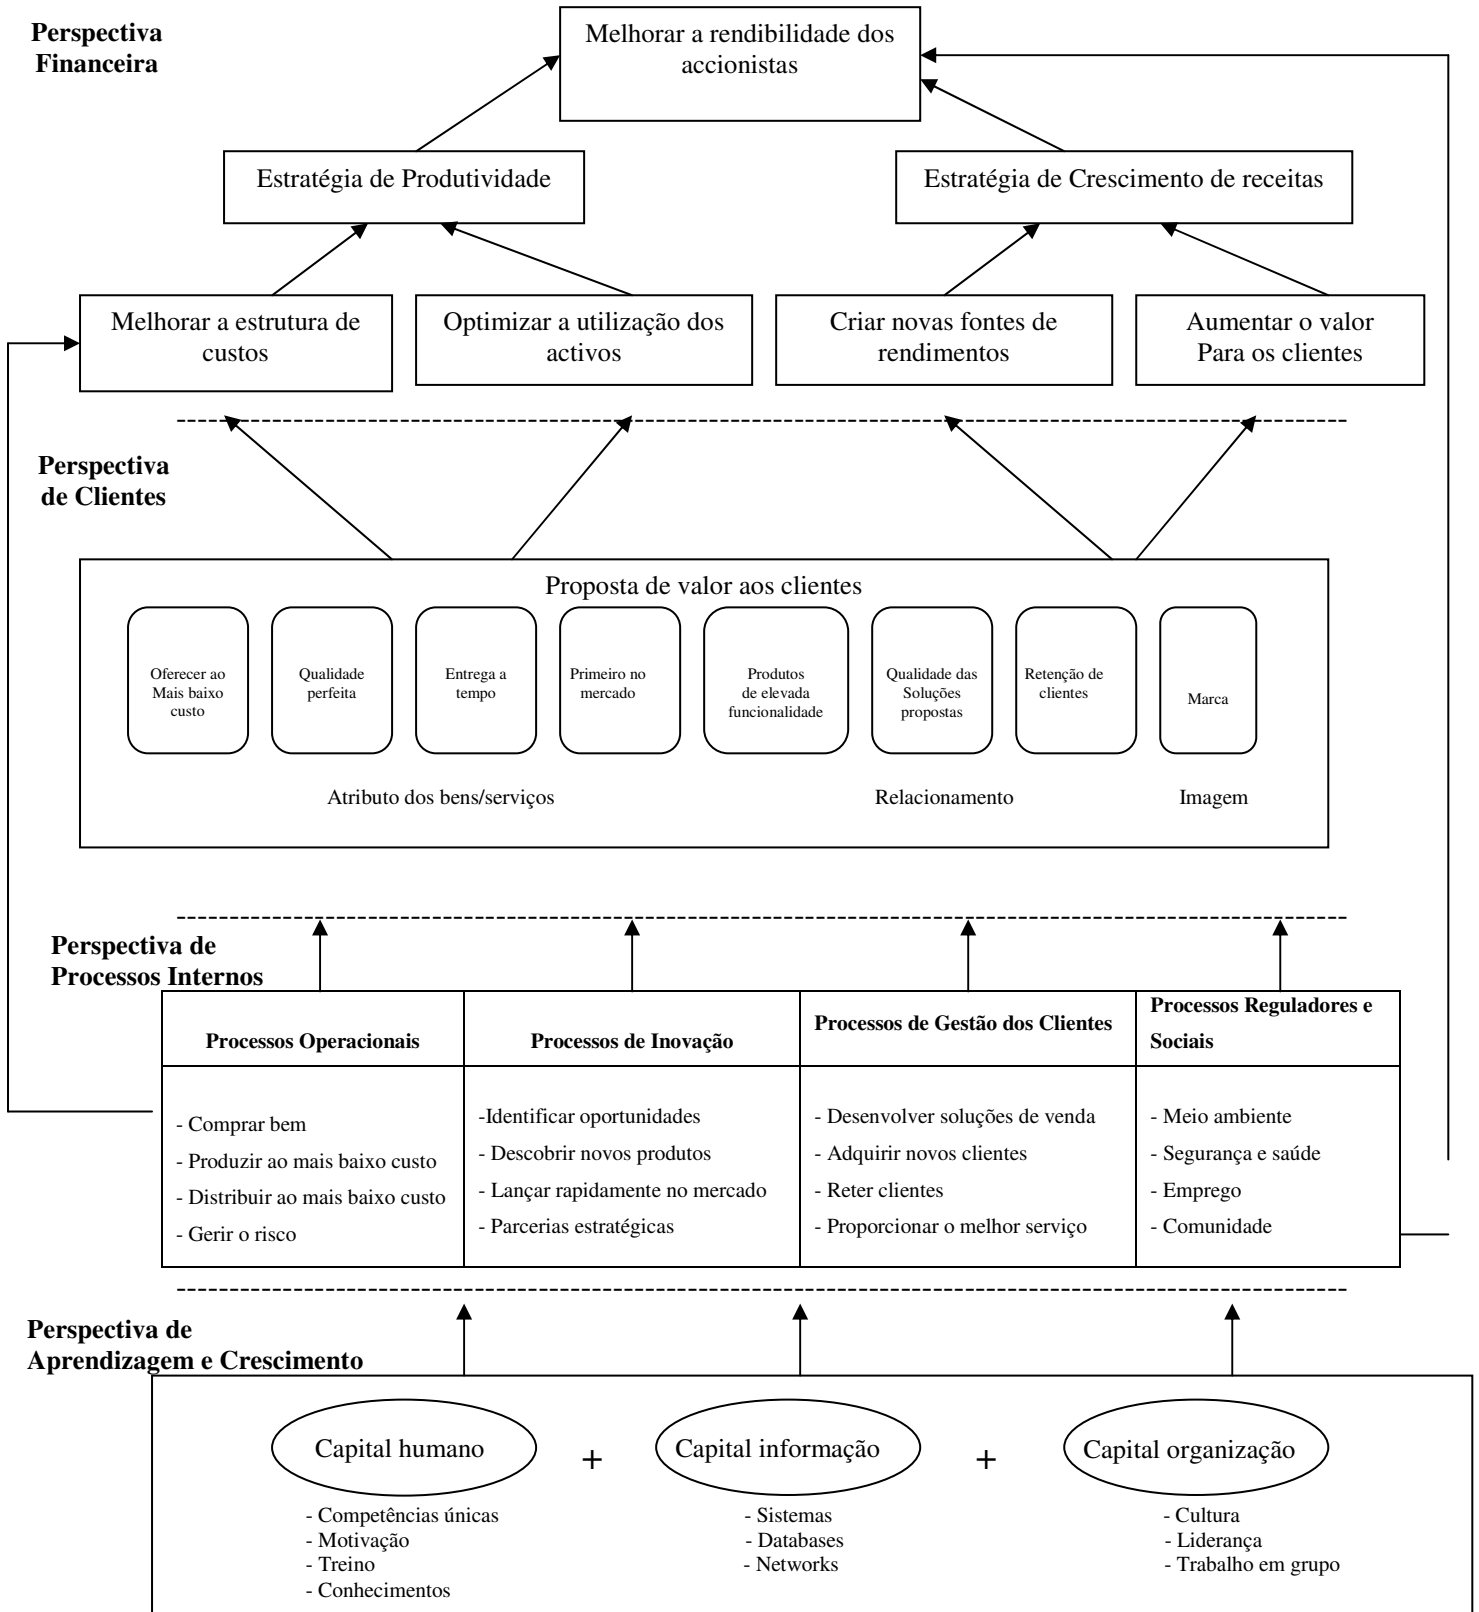 Perspectiva
Financeira
Melhorar a rendibilidade dos
accionistas
Estratégia de Produtividade
Estratégia de Crescimento de receitas
Melhorar a estrutura de
custos
Optimizar a utilização dos
activos
Criar novas fontes de
rendimentos
Aumentar o valor
Para os clientes
Perspectiva
de Clientes
Proposta de valor aos clientes
Oferecer ao
Mais baixo
custo
Qualidade
perfeita
Entrega a
tempo
Primeiro no
mercado
Produtos
de elevada
funcionalidade
Qualidade das
Soluções
propostas
Retenção de
clientes
Marca
Atributo dos bens/serviços
Relacionamento
Imagem
Perspectiva de
Processos Internos
Processos Operacionais
- Comprar bem
- Produzir ao mais baixo custo
- Distribuir ao mais baixo custo
- Gerir o risco
Processos de Inovação
-Identificar oportunidades
- Descobrir novos produtos
- Lançar rapidamente no mercado
- Parcerias estratégicas
Processos de Gestão dos Clientes
- Desenvolver soluções de venda
- Adquirir novos clientes
- Reter clientes
- Proporcionar o melhor serviço
Processos Reguladores e
Sociais
- Meio ambiente
- Segurança e saúde
- Emprego
- Comunidade
Perspectiva de
Aprendizagem e Crescimento
Capital humano
+
Capital informação
+
Capital organização
- Competências únicas
- Motivação
- Treino
- Conhecimentos
- Sistemas
- Databases
- Networks
- Cultura
- Liderança
- Trabalho em grupo